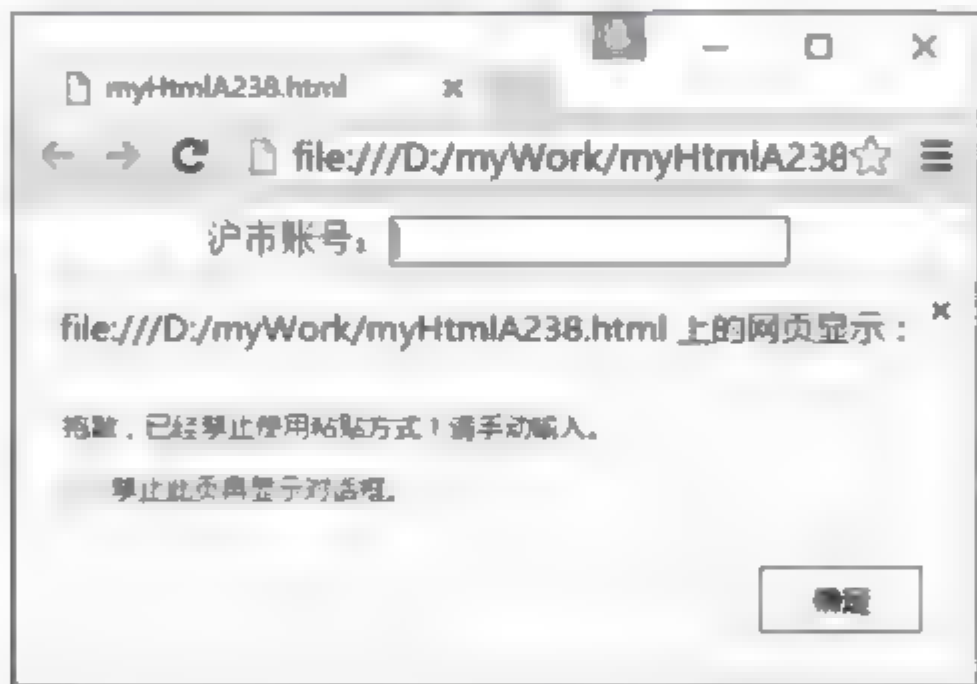 myHtmlA238.html
file:///D:/myWork/myHtmlA238
沪市账号：
file:///D:/myWork/myHtmlA238.html 上的网页显示：
抱歉，已经禁止使用粘贴方式！请手动输入。
禁止此页再显示对话框。
确定